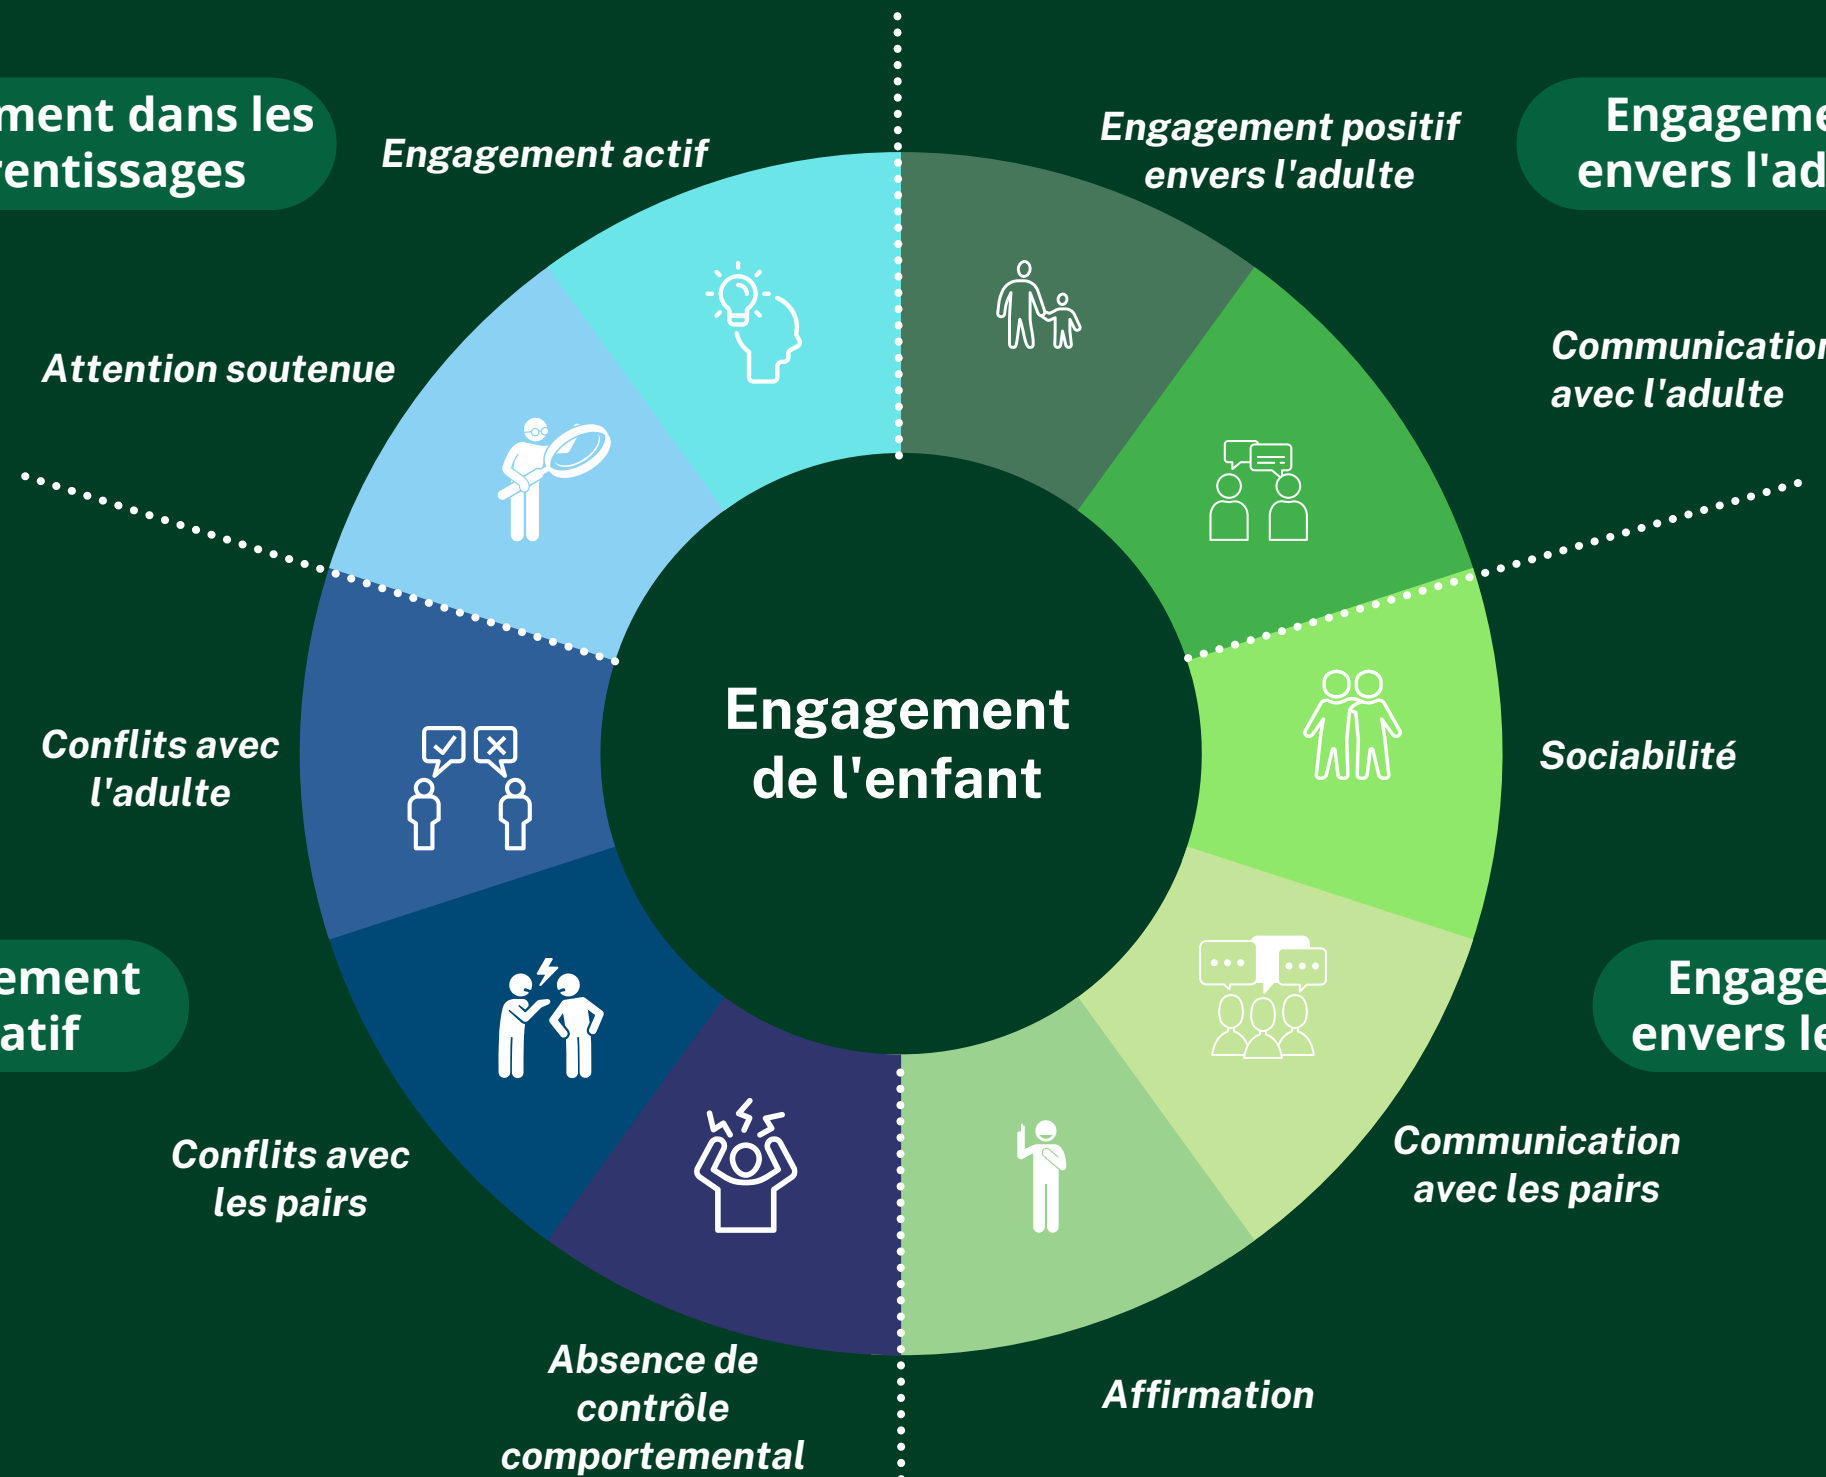 ment dans les
rentissages
Engagement actif
Engagement positif
envers l'adulte
Engageme
envers l'ad
Attention soutenue
Communication
avec l'adulte
Engagement
de l'enfant
Conflits avec
l'adulte
Sociabilité
ement
atif
Engage
envers le
Conflits avec
les pairs
Communication
avec les pairs
Absence de
contrôle
comportemental
Affirmation